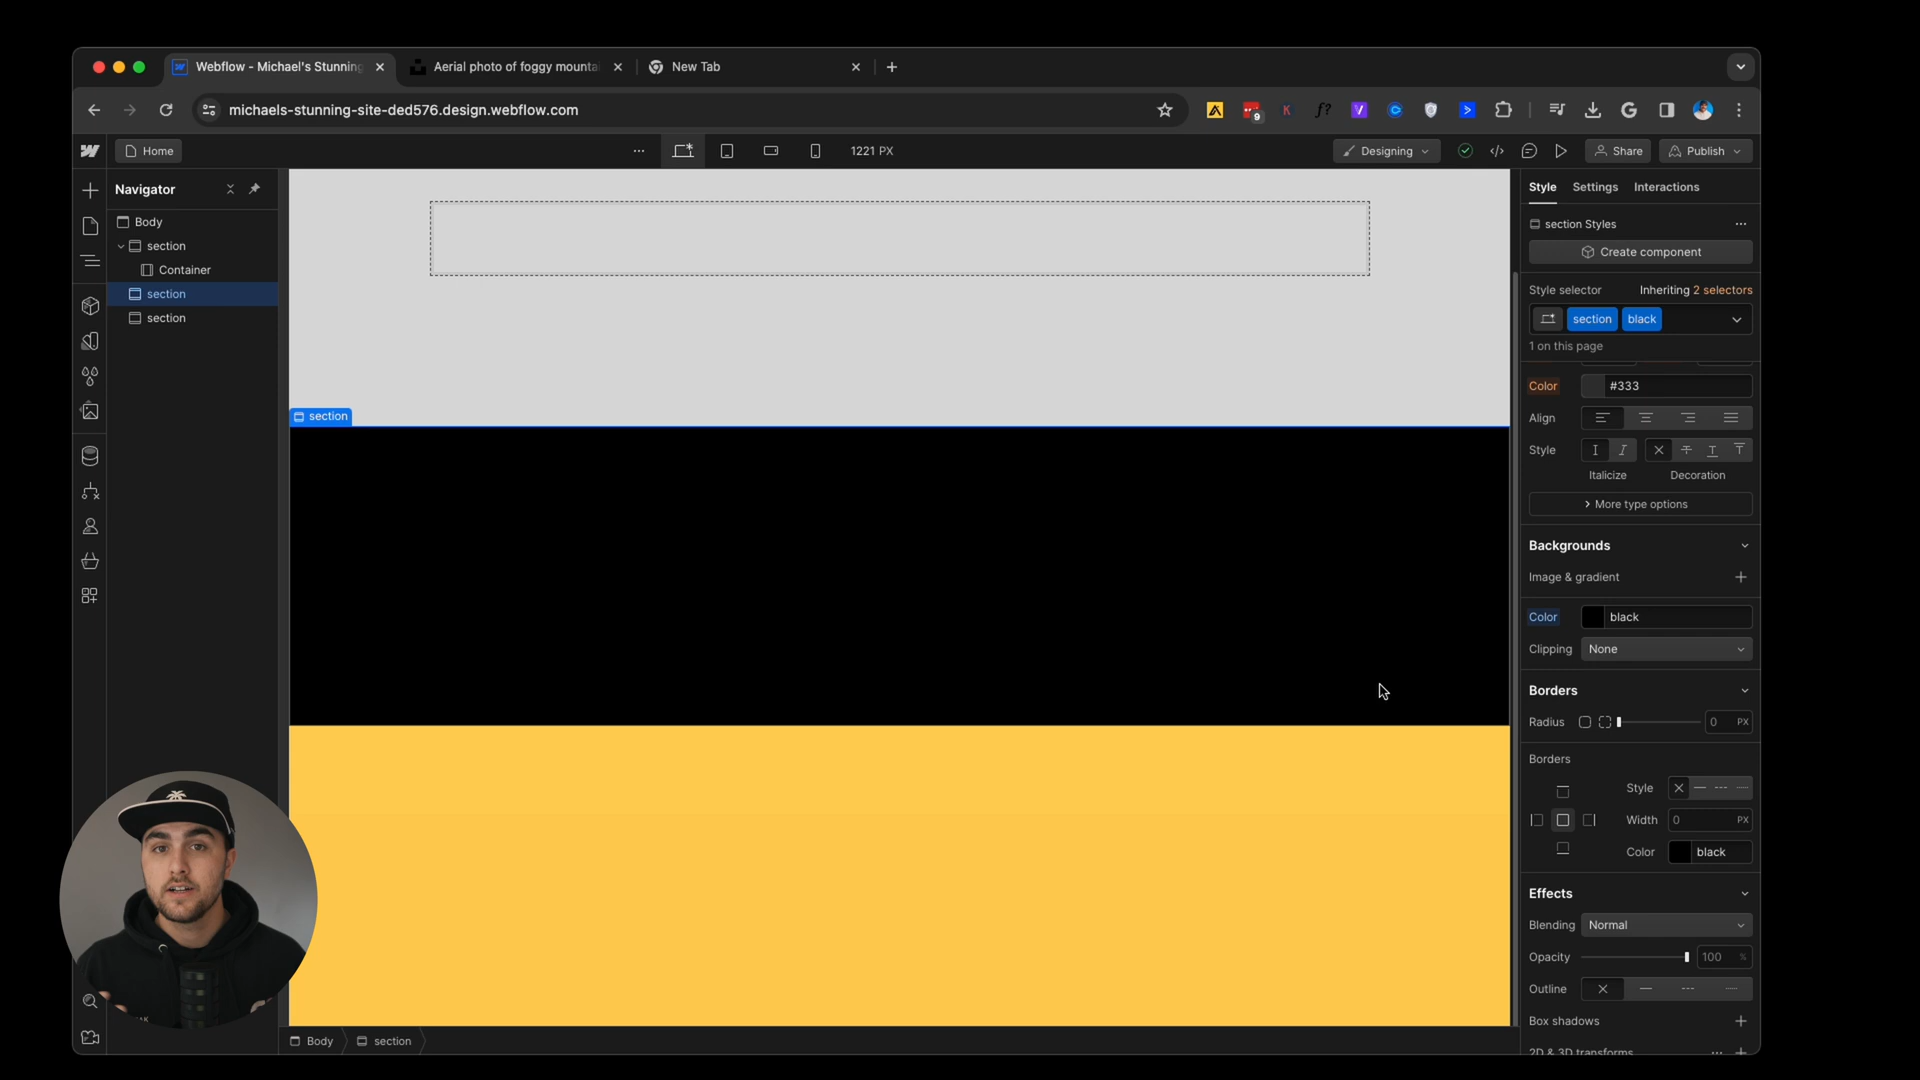 Webflow - Michael's Stunning
Aerial photo of foggy mounta
New Tab
michaels-stunning-site-ded576.design.webflow.com
9
K
f?
V
G
Home
1221 PX
Designing
Share
Publish
Navigator
Body
section
Container
section
section
section
Style
Settings
Interactions
section Styles
Create component
Style selector
Inheriting 2 selectors
section
black
1 on this page
Color
#333
Align
Style
Italicize
Decoration
More type options
Backgrounds
Image & gradient
Color
black
Clipping
None
Borders
Radius
0
PX
Borders
Style
Width
0
PX
Color
black
Effects
Blending
Normal
Opacity
100
%
Outline
Box shadows
2D & 3D transforms
Body
section